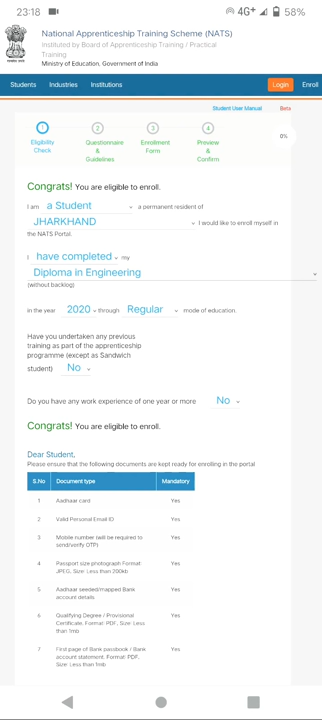 23:18 4G+ 58%
National Apprenticeship Training Scheme (NATS)
Instituted by Board of Apprenticeship Training / Practical
Training
Ministry of Education, Government of India
Students Industries Institutions Login Enroll
Student User Manual Beta
1 2 3 4 0%
Eligibility Questionnaire Enrollment Preview
Check & Form &
Guidelines Confirm
Congrats! You are eligible to enroll.
I am a Student a permanent resident of
JHARKHAND I would like to enroll myself in
the NATS Portal.
I have completed my
Diploma in Engineering
(without backlog)
in the year 2020 through Regular mode of education.
Have you undertaken any previous
training as part of the apprenticeship
programme (except as Sandwich
student) No
Do you have any work experience of one year or more No
Congrats! You are eligible to enroll.
Dear Student,
Please ensure that the following documents are kept ready for enrolling in the portal
S.No Document type Mandatory
1 Aadhaar card Yes
2 Valid Personal Email ID Yes
3 Mobile number (will be required to Yes
send/verify OTP)
4 Passport size photograph Format: Yes
JPEG, Size: Less than 200kb
5 Aadhaar seeded/mapped Bank Yes
account details
6 Qualifying Degree / Provisional Yes
Certificate. Format: PDF, Size: Less
than 1mb
7 First page of Bank passbook / Bank Yes
account statement. Format: PDF,
Size: Less than 1mb